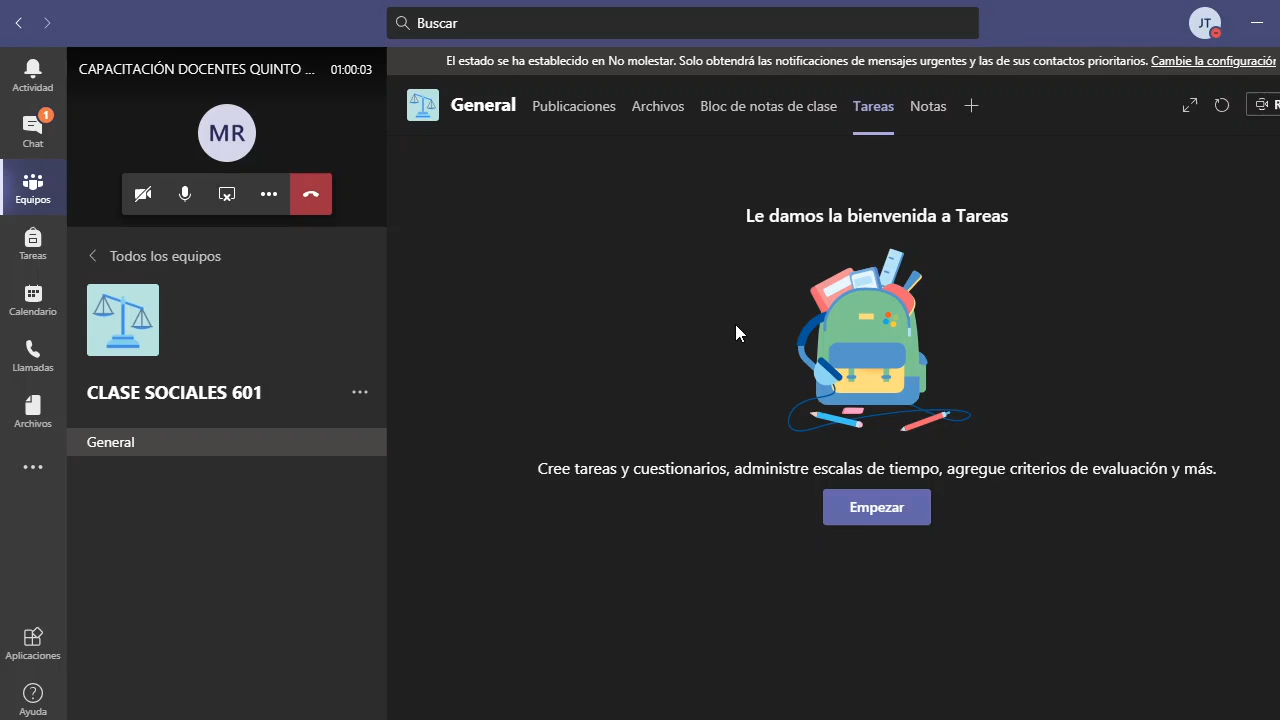 Buscar
JT
CAPACITACIÓN DOCENTES QUINTO ... 01:00:03
El estado se ha establecido en No molestar. Solo obtendrá las notificaciones de mensajes urgentes y las de sus contactos prioritarios. Cambie la configuración
Actividad
1
Chat
Equipos
Tareas
Calendario
Llamadas
Archivos
Aplicaciones
Ayuda
MR
Todos los equipos
CLASE SOCIALES 601
General
General Publicaciones Archivos Bloc de notas de clase Tareas Notas
Le damos la bienvenida a Tareas
Cree tareas y cuestionarios, administre escalas de tiempo, agregue criterios de evaluación y más.
Empezar